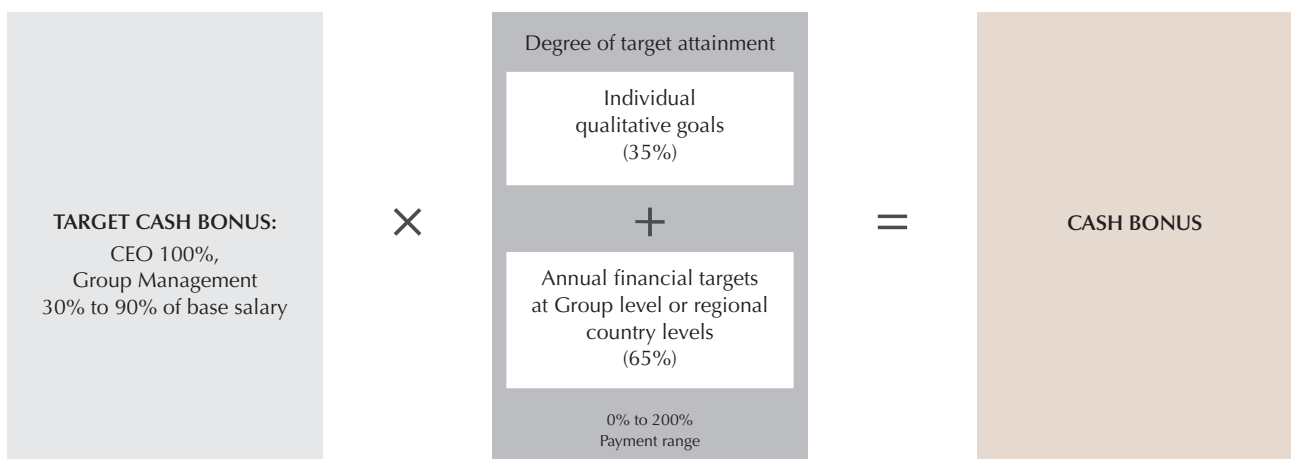 TARGET CASH BONUS:
CEO 100%,
Group Management
30% to 90% of base salary
×
Degree of target attainment
Individual
qualitative goals
(35%)
+
Annual financial targets
at Group level or regional
country levels
(65%)
0% to 200%
Payment range
=
CASH BONUS